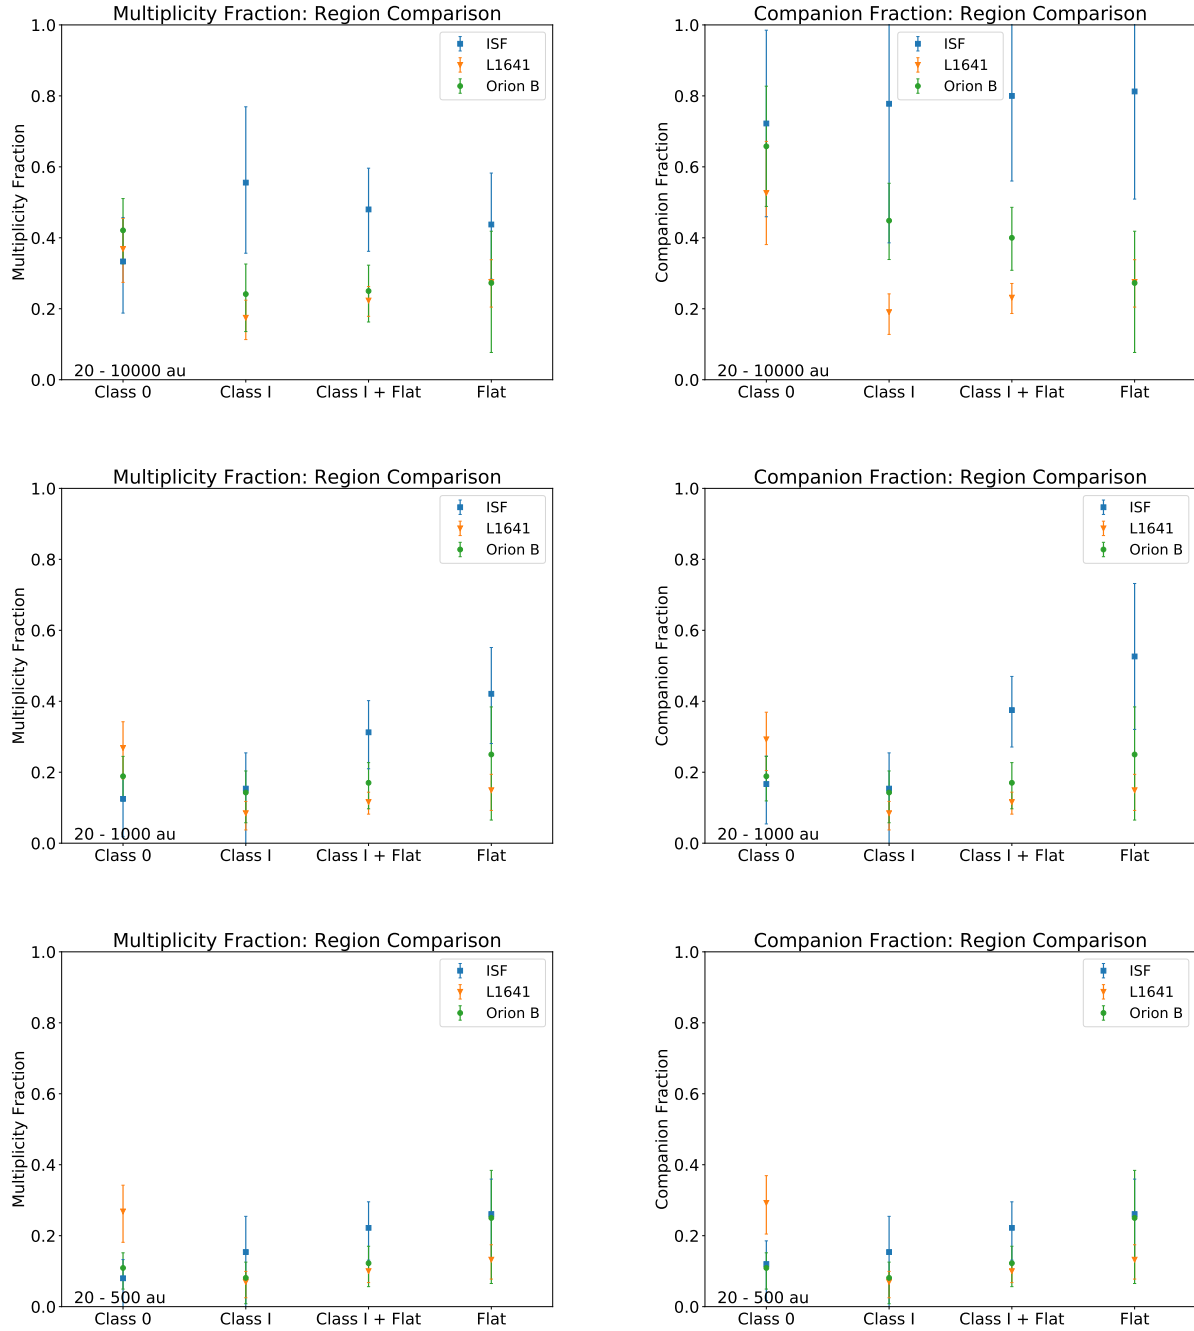 Multiplicity Fraction: Region Comparison
1.0
0.8
0.6
0.4
0.2
0.0
Multiplicity Fraction
ISF
L1641
Orion B
20 - 10000 au
Class 0
Class I
Class I + Flat
Flat
Companion Fraction: Region Comparison
1.0
0.8
0.6
0.4
0.2
0.0
Companion Fraction
ISF
L1641
Orion B
20 - 10000 au
Class 0
Class I
Class I + Flat
Flat
Multiplicity Fraction: Region Comparison
1.0
0.8
0.6
0.4
0.2
0.0
Multiplicity Fraction
ISF
L1641
Orion B
20 - 1000 au
Class 0
Class I
Class I + Flat
Flat
Companion Fraction: Region Comparison
1.0
0.8
0.6
0.4
0.2
0.0
Companion Fraction
ISF
L1641
Orion B
20 - 1000 au
Class 0
Class I
Class I + Flat
Flat
Multiplicity Fraction: Region Comparison
1.0
0.8
0.6
0.4
0.2
0.0
Multiplicity Fraction
ISF
L1641
Orion B
20 - 500 au
Class 0
Class I
Class I + Flat
Flat
Companion Fraction: Region Comparison
1.0
0.8
0.6
0.4
0.2
0.0
Companion Fraction
ISF
L1641
Orion B
20 - 500 au
Class 0
Class I
Class I + Flat
Flat